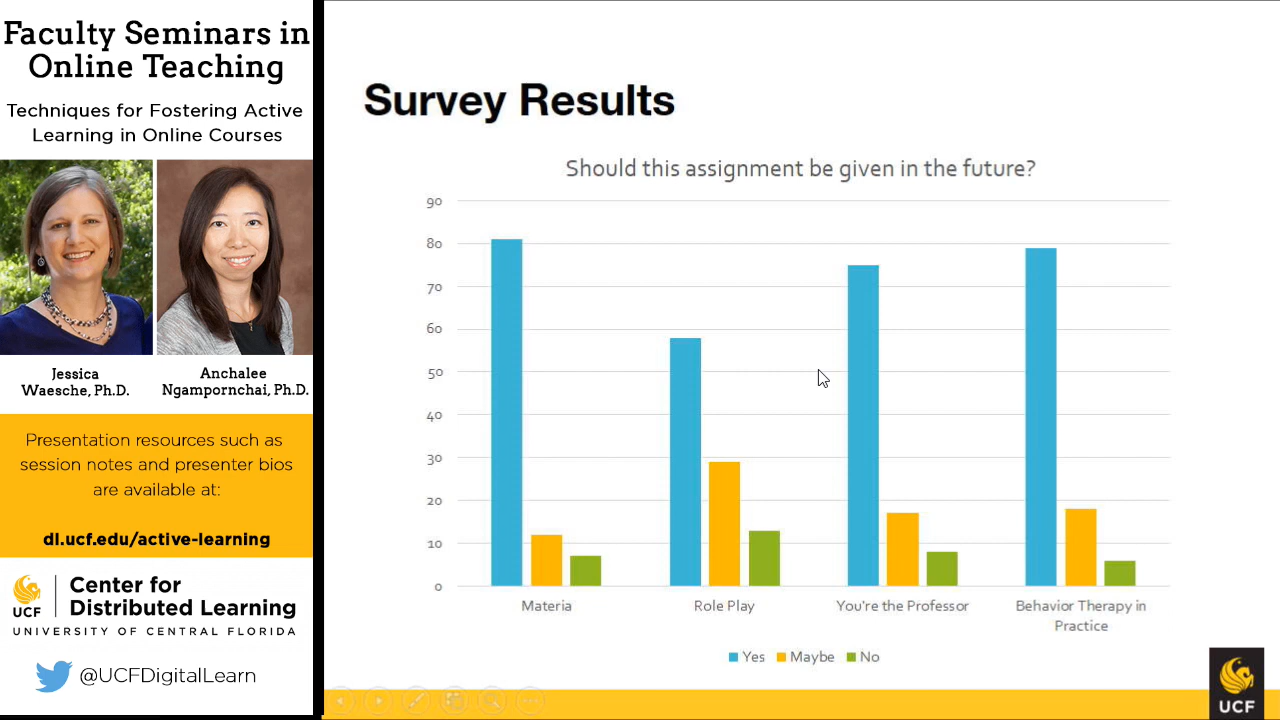 Faculty Seminars in
Online Teaching
Techniques for Fostering Active
Learning in Online Courses
Jessica
Waesche, Ph.D.
Anchalee
Ngampornchai, Ph.D.
Presentation resources such as
session notes and presenter bios
are available at:
dl.ucf.edu/active-learning
UCF
Center for
Distributed Learning
UNIVERSITY OF CENTRAL FLORIDA
@UCFDigitalLearn
Survey Results
Should this assignment be given in the future?
90
80
70
60
50
40
30
20
10
0
Materia
Role Play
You're the Professor
Behavior Therapy in
Practice
Yes
Maybe
No
UCF